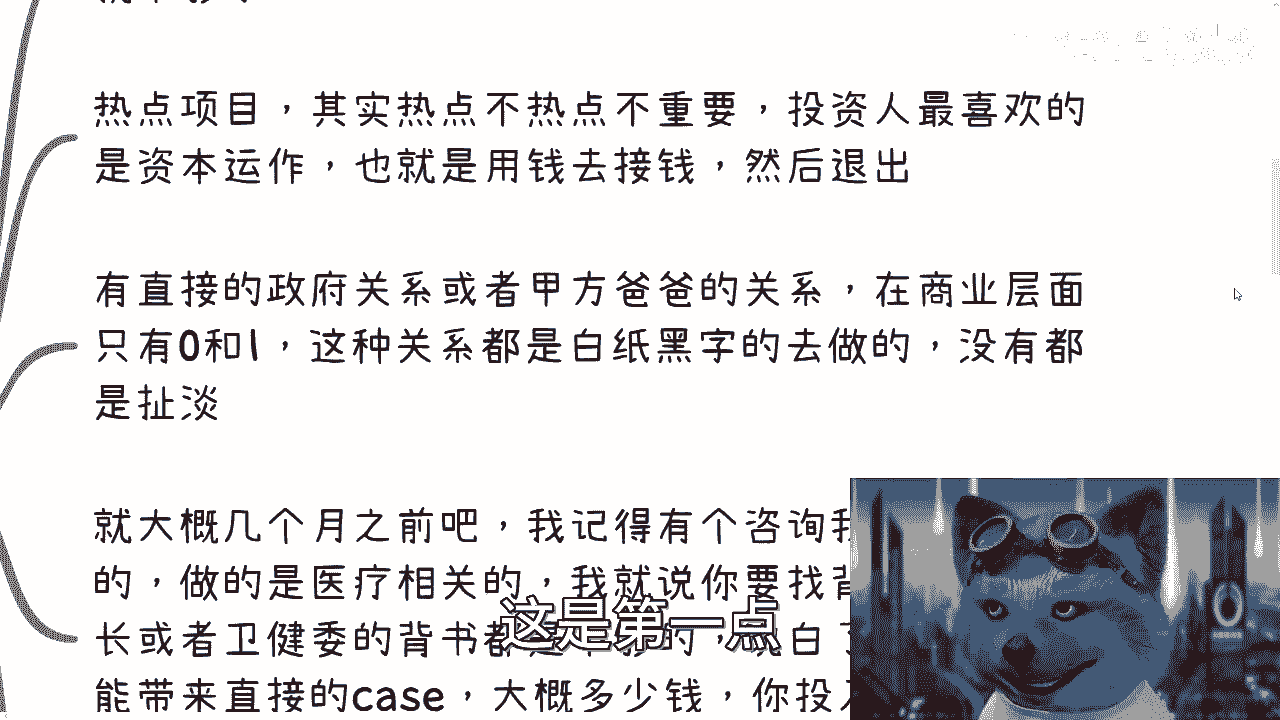 热点项目，其实热点不热点不重要，投资人最喜欢的
是资本运作，也就是用钱去接钱，然后退出
有直接的政府关系或者甲方爸爸的关系，在商业层面
只有0和1，这种关系都是白纸黑字的去做的，没有都
是扯淡
就大概几个月之前吧，我记得有个咨询我
的，做的是医疗相关的，我就说你要找背
长或者卫健委的背书都是
能带来直接的case，大概多少钱，你投入
这是第一点